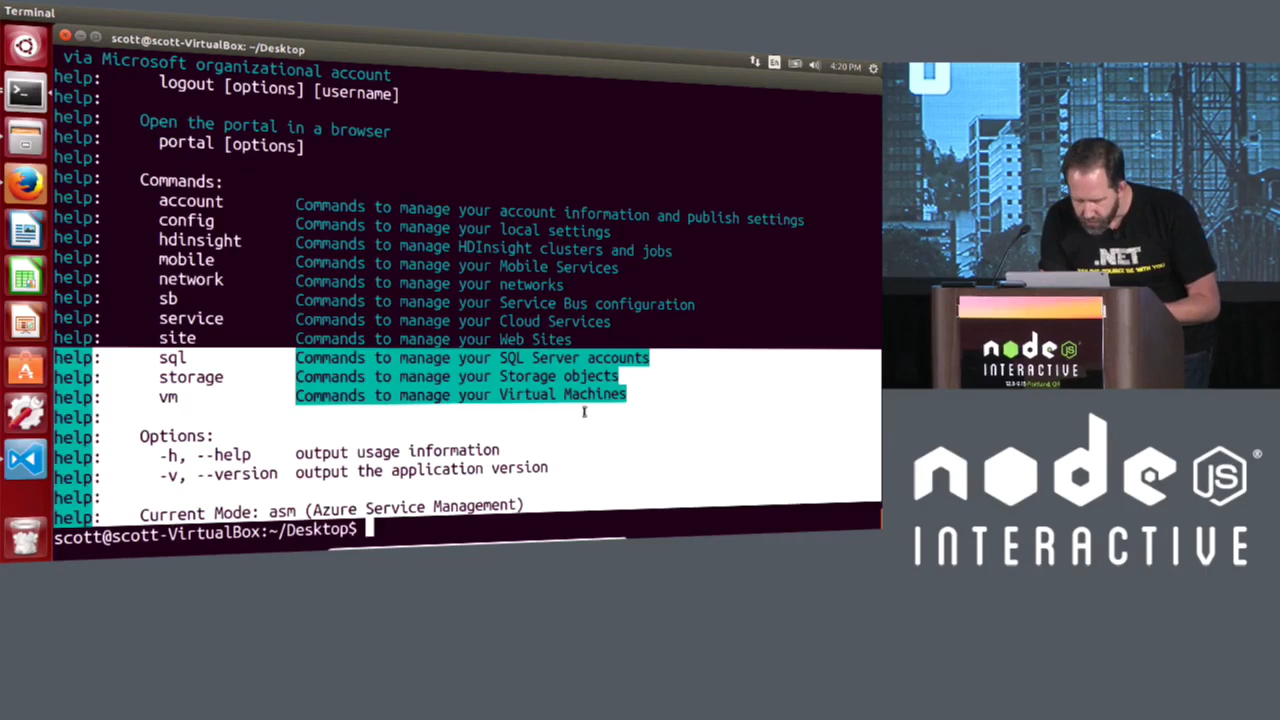 Terminal
scott@scott-VirtualBox: ~/Desktop
En
4:20 PM
via Microsoft organizational account
help:       logout [options] [username]
help:
help:     Open the portal in a browser
help:       portal [options]
help:
help:     Commands:
help:       account        Commands to manage your account information and publish settings
help:       config         Commands to manage your local settings
help:       hdinsight      Commands to manage HDInsight clusters and jobs
help:       mobile         Commands to manage your Mobile Services
help:       network        Commands to manage your networks
help:       sb             Commands to manage your Service Bus configuration
help:       service        Commands to manage your Cloud Services
help:       site           Commands to manage your Web Sites
help:       sql            Commands to manage your SQL Server accounts
help:       storage        Commands to manage your Storage objects
help:       vm             Commands to manage your Virtual Machines
help:
help:     Options:
help:       -h, --help     output usage information
help:       -v, --version  output the application version
help:
help:     Current Mode: asm (Azure Service Management)
scott@scott-VirtualBox:~/Desktop$
.NET
node JS
INTERACTIVE
Portland, OR
node JS ®
INTERACTIVE